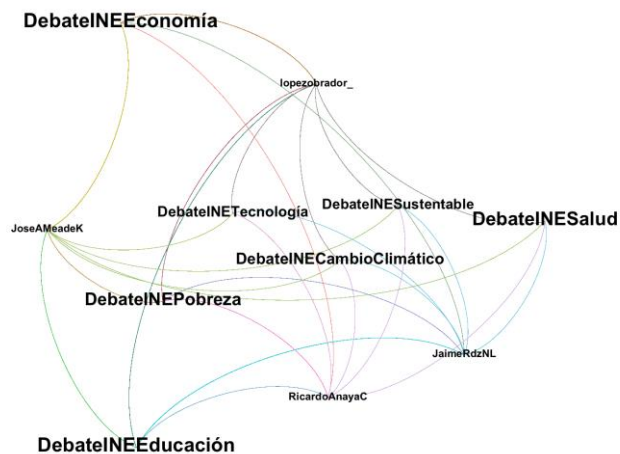 DebateINEEconomía
lopezobrador_
DebateINETecnología
DebateINESustentable
DebateINESalud
JoseAMeadeK
DebateINECambioClimático
DebateINEPobreza
JaimeRdzNL
RicardoAnayaC
DebateINEEducación